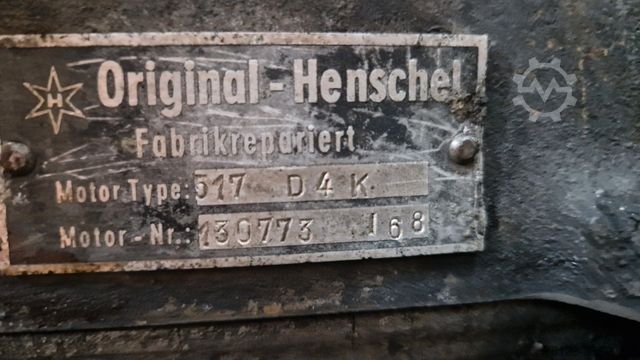 H
Original - Henschel
Fabrikrepariert
Motor Type: 517 D4K
Motor - Nr.: 130773 168